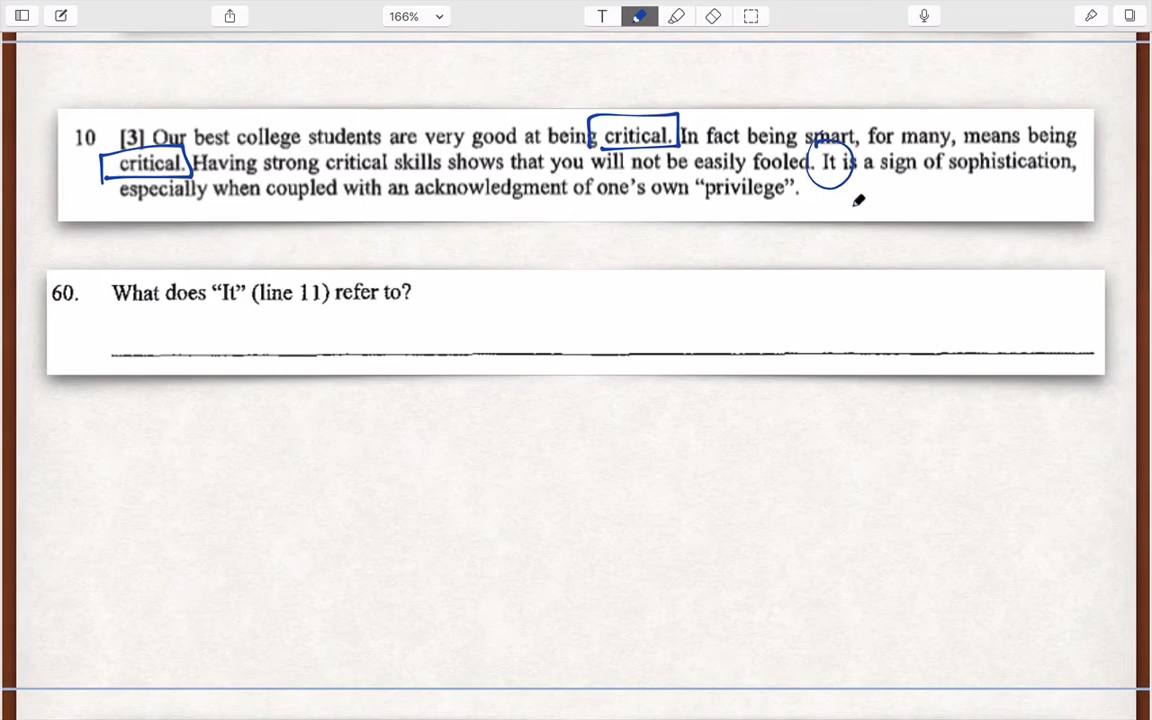 166%
T
10 [3] Our best college students are very good at being critical. In fact being smart, for many, means being
critical. Having strong critical skills shows that you will not be easily fooled. It is a sign of sophistication,
especially when coupled with an acknowledgment of one's own “privilege”.
60. What does “It” (line 11) refer to?